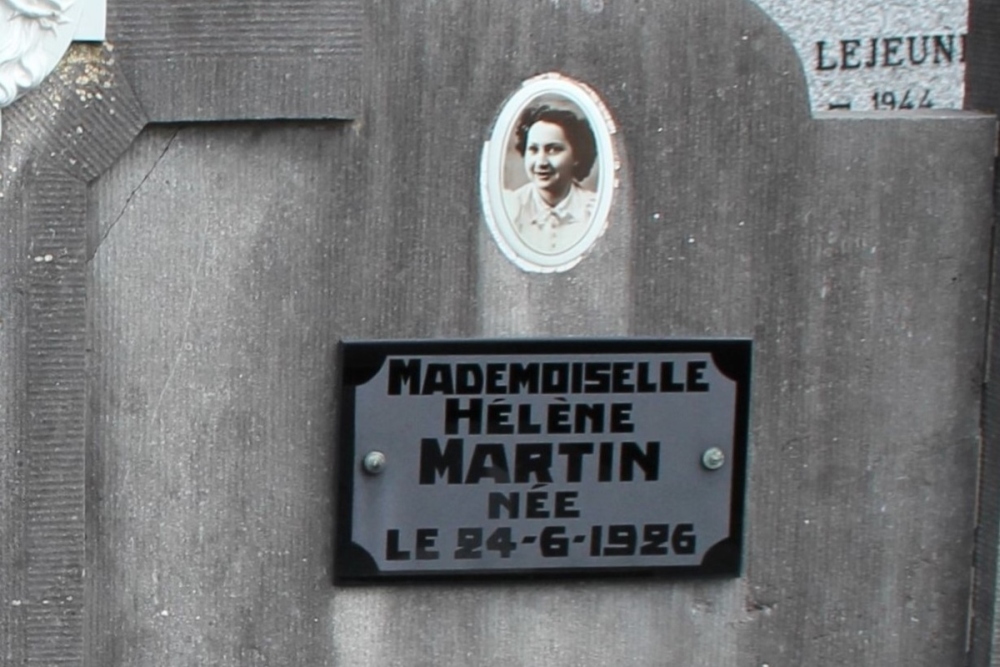 LEJEUN
– 1944
MADEMOISELLE
HÉLÈNE
MARTIN
NÉE
LE 24-6-1926